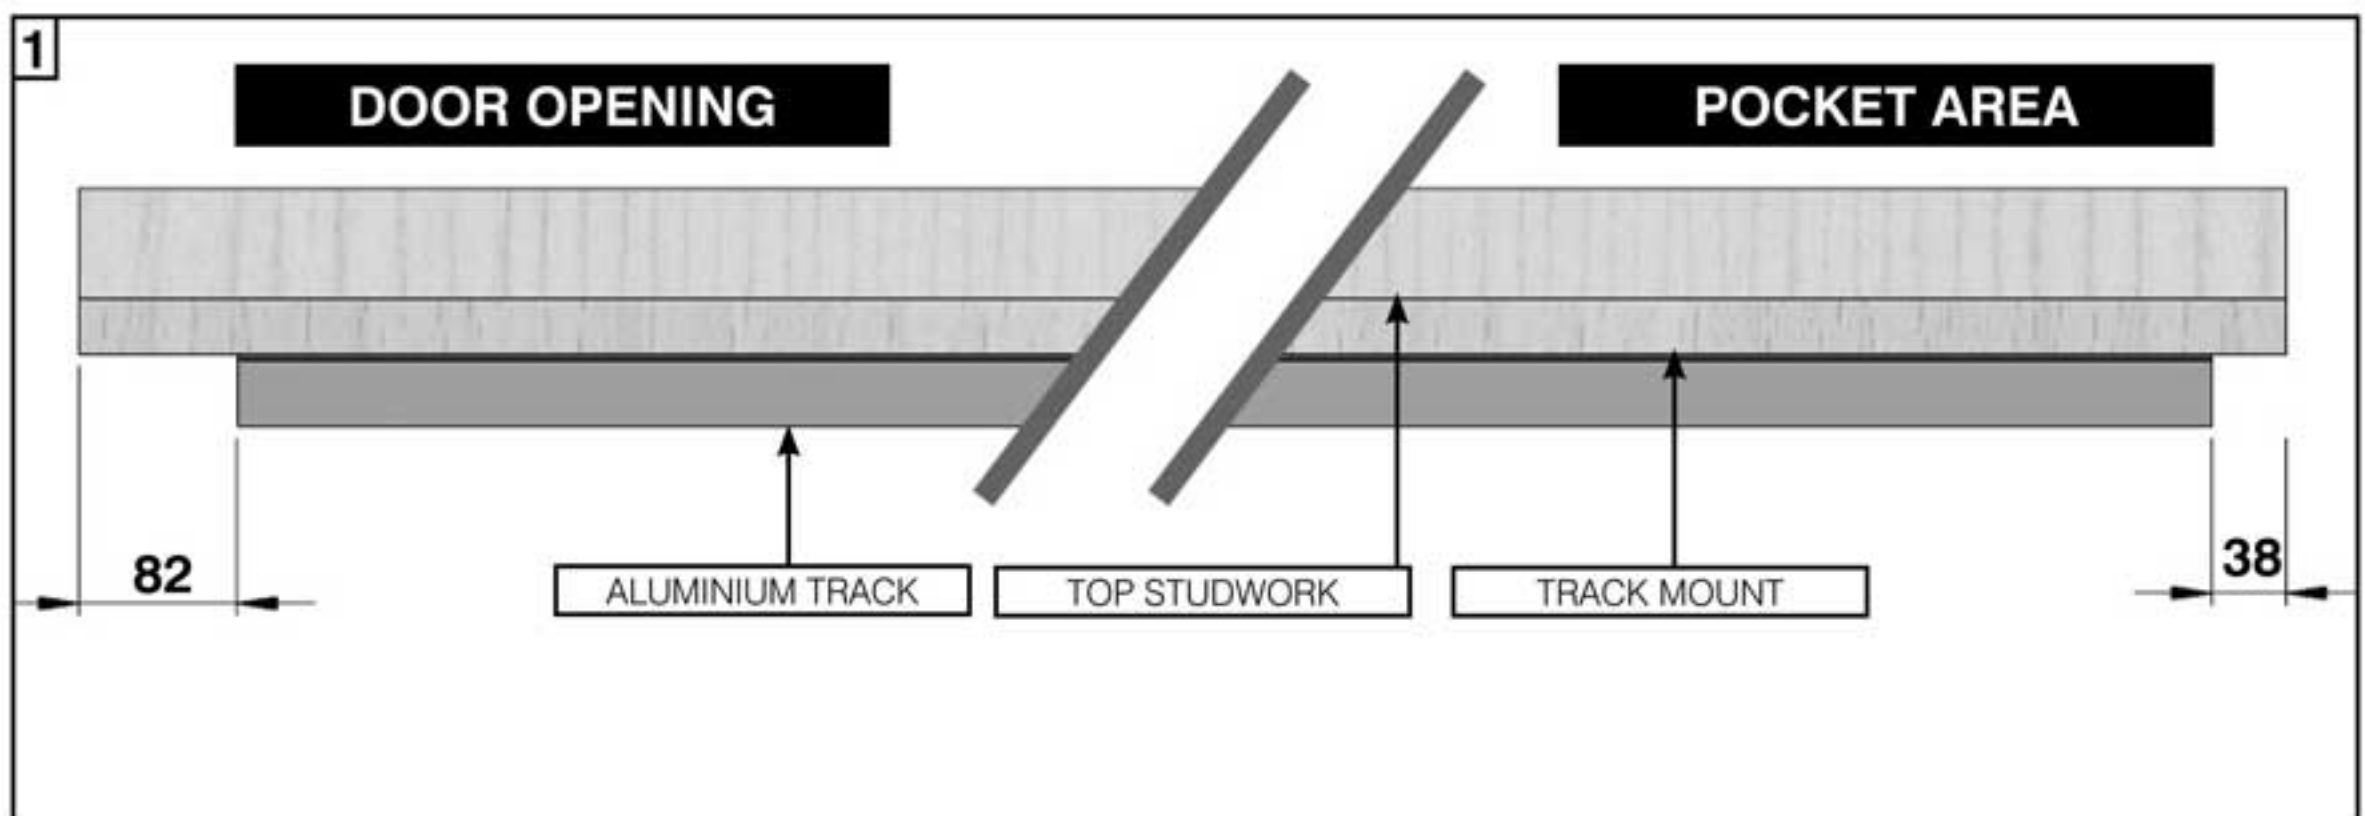 1
DOOR OPENING
POCKET AREA
82
ALUMINIUM TRACK
TOP STUDWORK
TRACK MOUNT
38